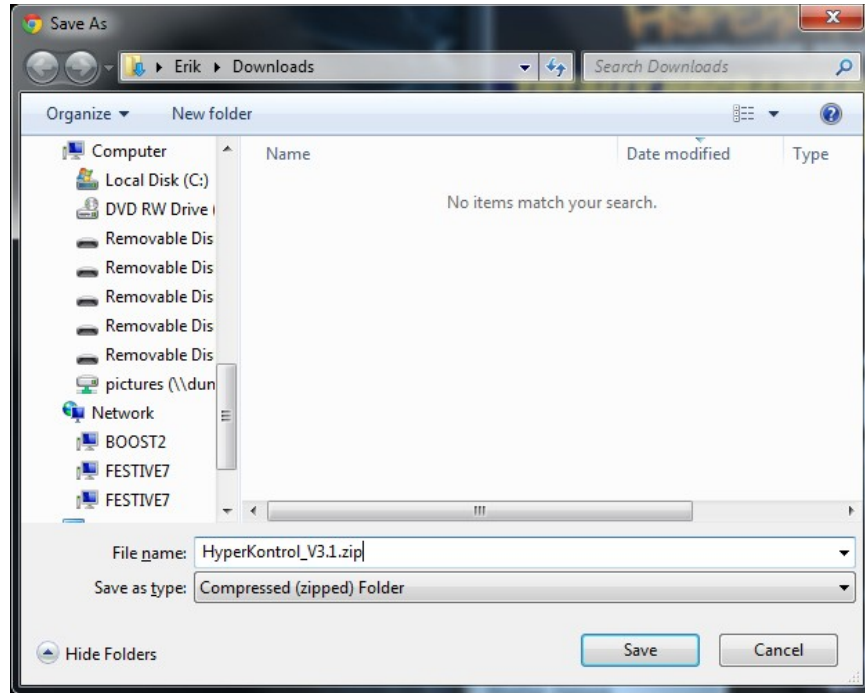 Save As
Erik Downloads
Search Downloads
Organize New folder
Computer
Local Disk (C:)
DVD RW Drive (
Removable Dis
Removable Dis
Removable Dis
Removable Dis
Removable Dis
pictures (\\dun
Network
BOOST2
FESTIVE7
FESTIVE7
Name Date modified Type
No items match your search.
File name: HyperKontrol_V3.1.zip
Save as type: Compressed (zipped) Folder
Hide Folders Save Cancel